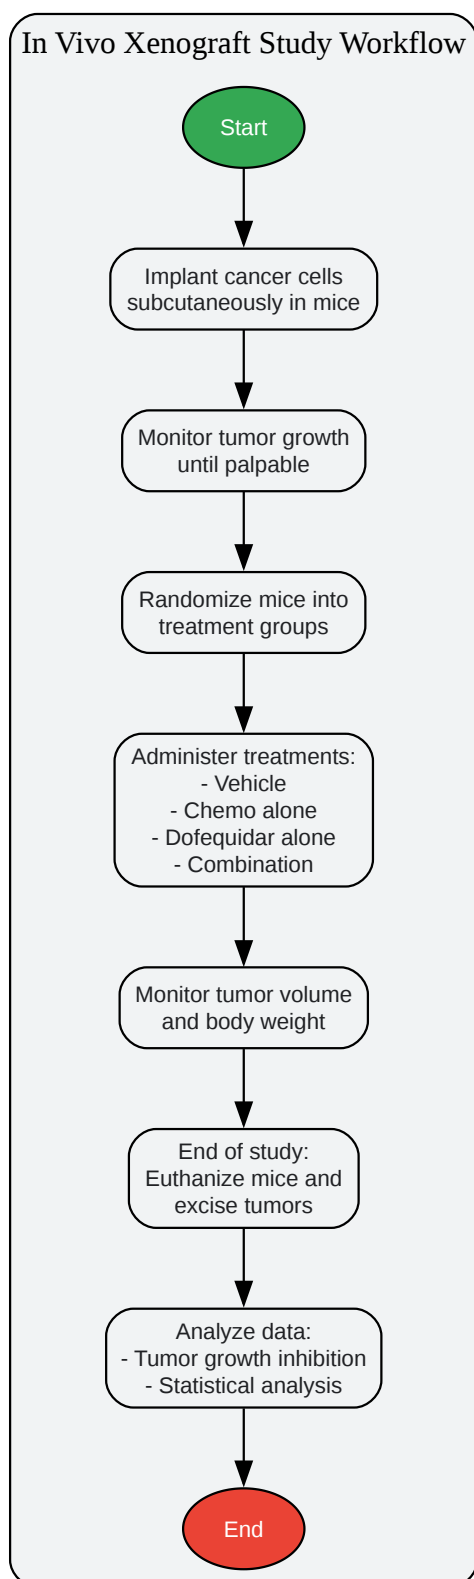 In Vivo Xenograft Study Workflow
Start
Implant cancer cells
subcutaneously in mice
Monitor tumor growth
until palpable
Randomize mice into
treatment groups
Administer treatments:
- Vehicle
- Chemo alone
- Dofequidar alone
- Combination
Monitor tumor volume
and body weight
End of study:
Euthanize mice and
excise tumors
Analyze data:
- Tumor growth inhibition
- Statistical analysis
End